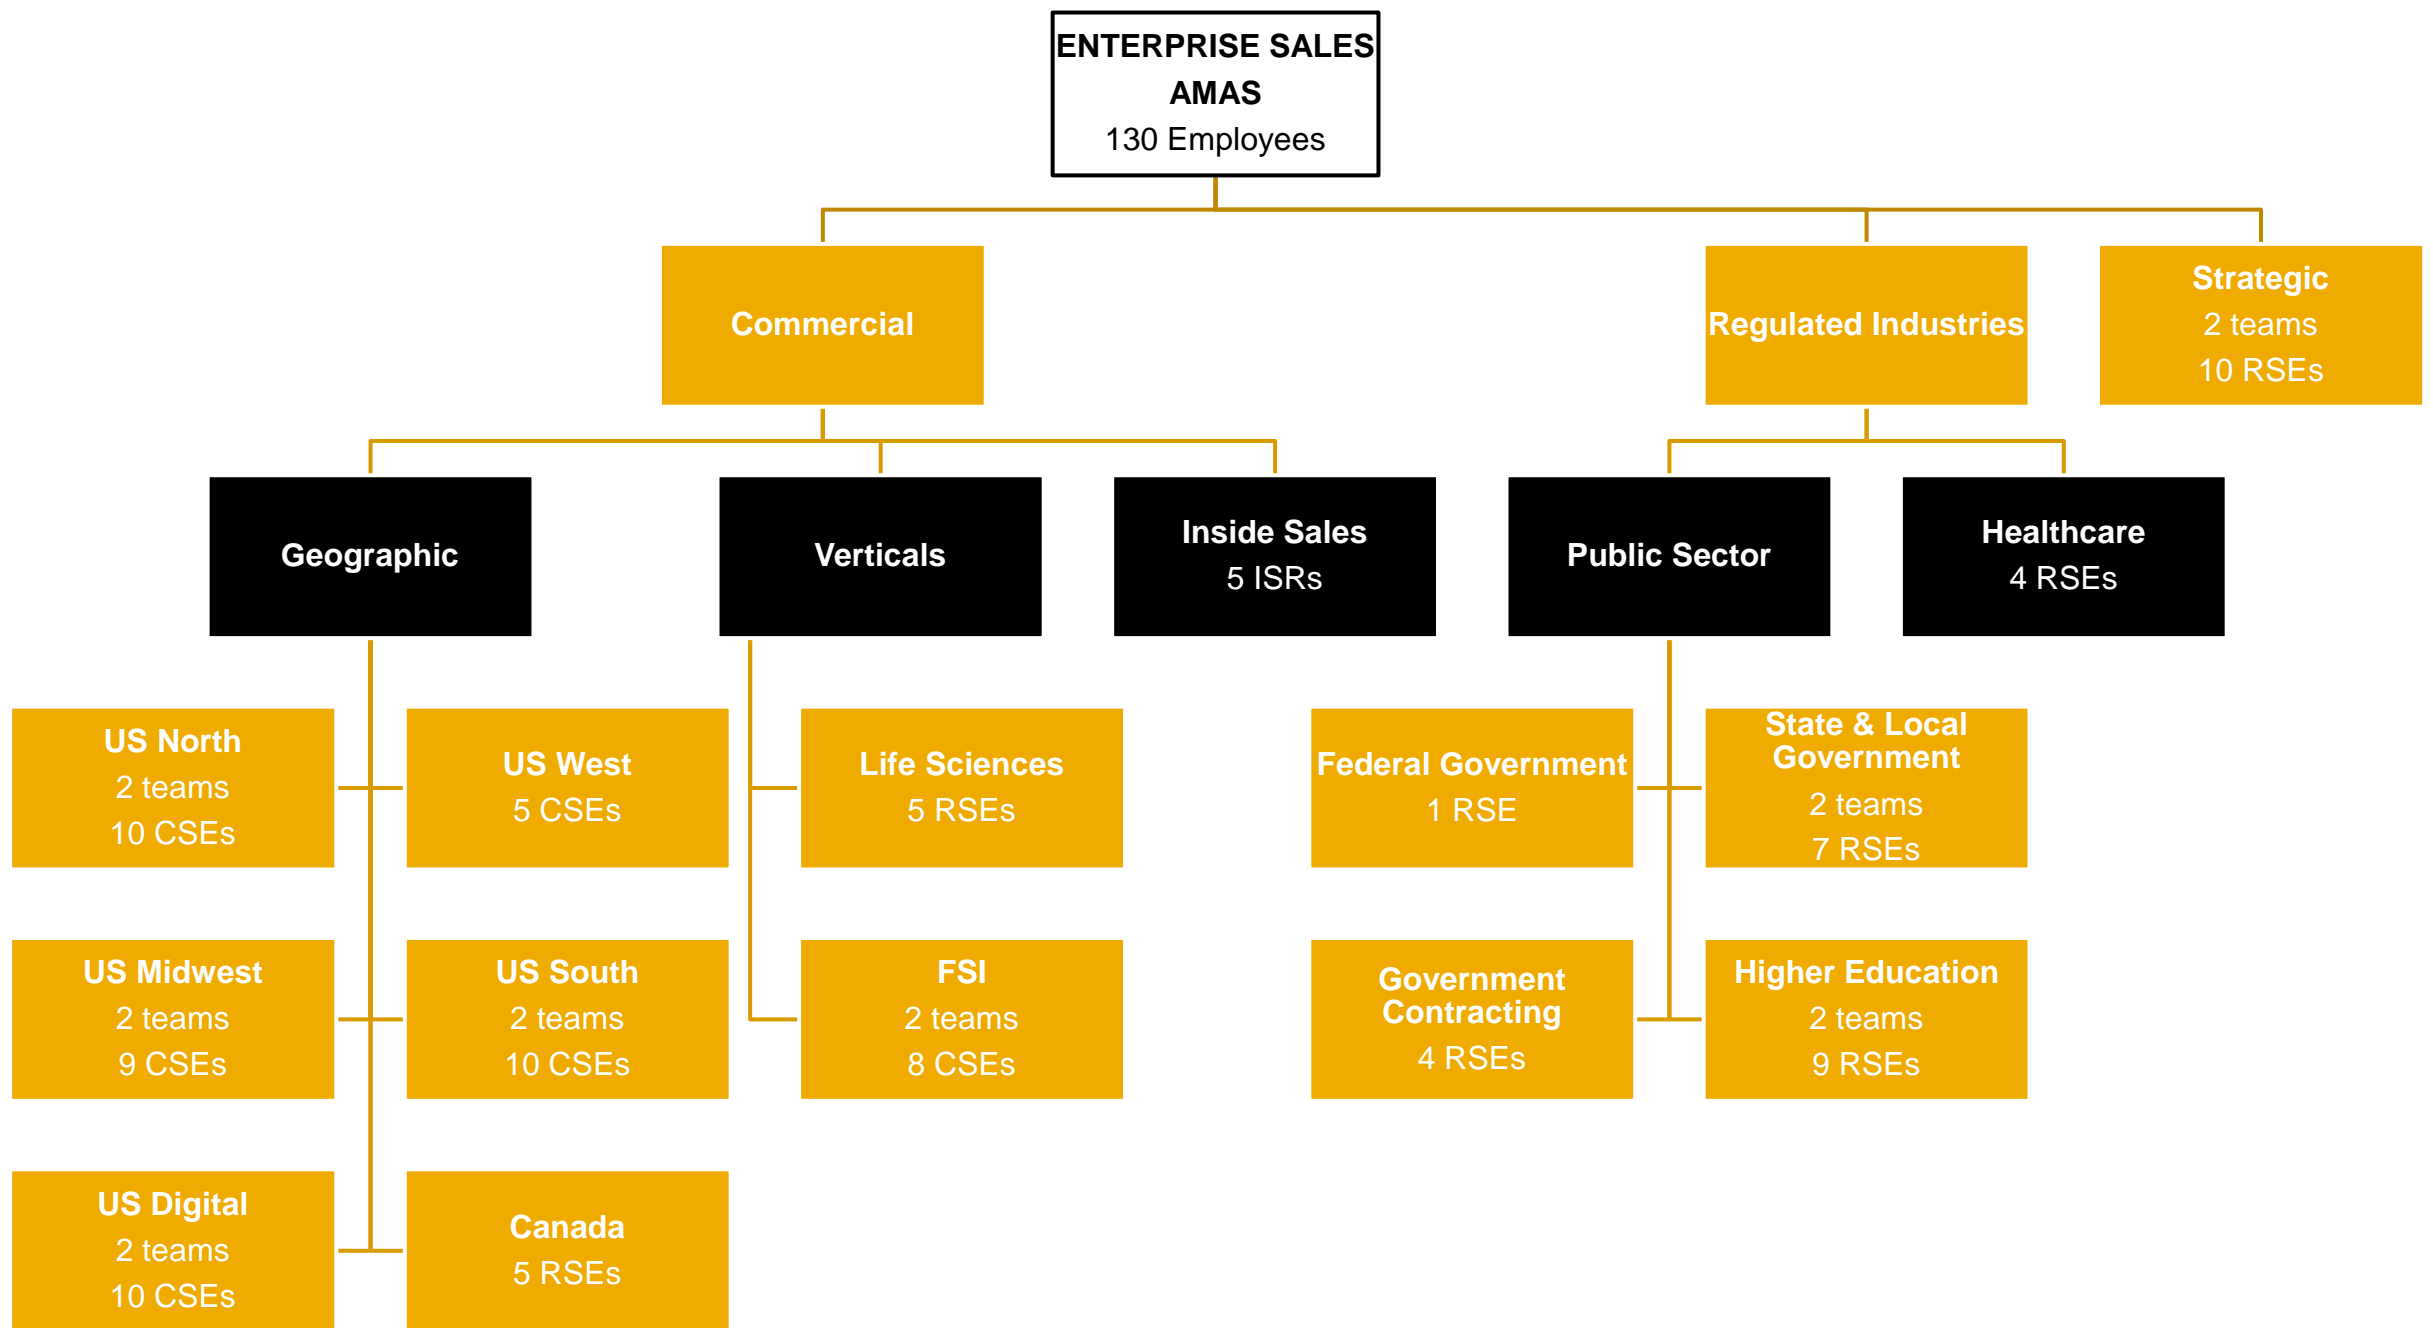 ENTERPRISE SALES
AMAS
130 Employees
Commercial
Regulated Industries
Strategic
2 teams
10 RSEs
Geographic
Verticals
Inside Sales
5 ISRs
Public Sector
Healthcare
4 RSEs
US North
2 teams
10 CSEs
US West
5 CSEs
Life Sciences
5 RSEs
Federal Government
1 RSE
State & Local
Government
2 teams
7 RSEs
US Midwest
2 teams
9 CSEs
US South
2 teams
10 CSEs
FSI
2 teams
8 CSEs
Government
Contracting
4 RSEs
Higher Education
2 teams
9 RSEs
US Digital
2 teams
10 CSEs
Canada
5 RSEs